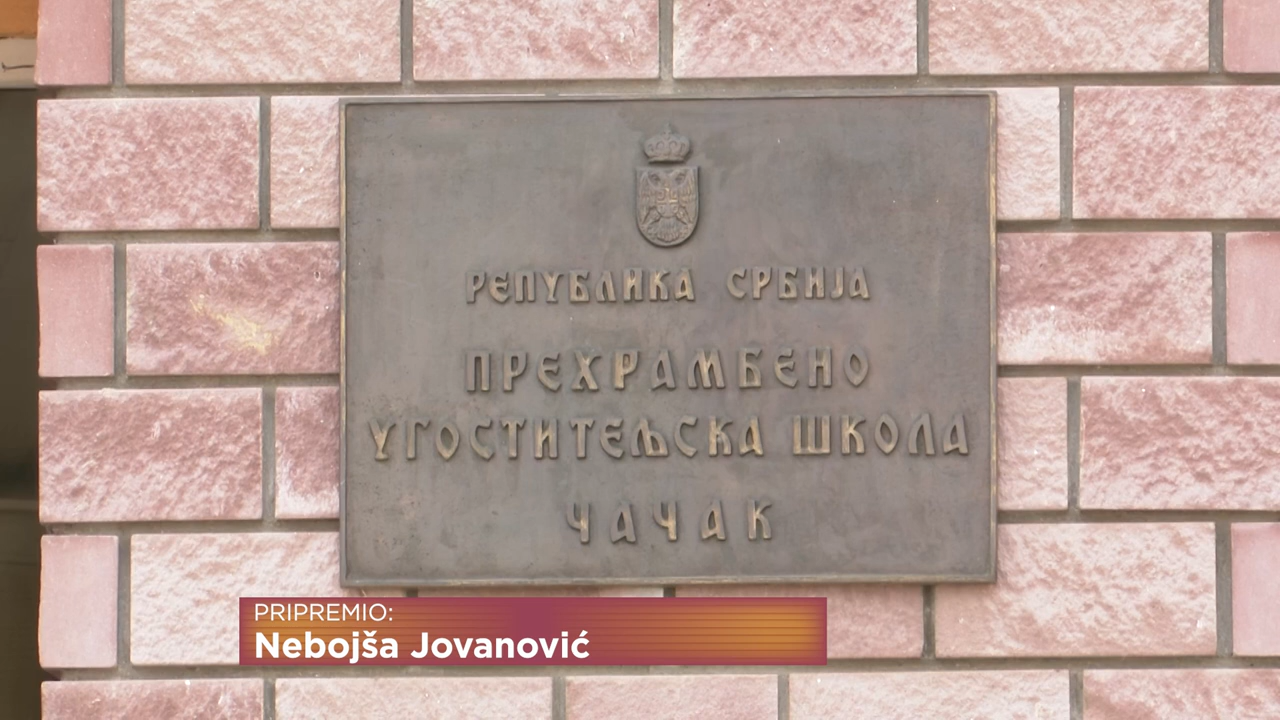 РЕПУБЛИКА СРБИЈА
ПРЕХРАМБЕНО
УГОСТИТЕЉСКА ШКОЛА
ЧАЧАК
PRIPREMIO:
Nebojša Jovanović